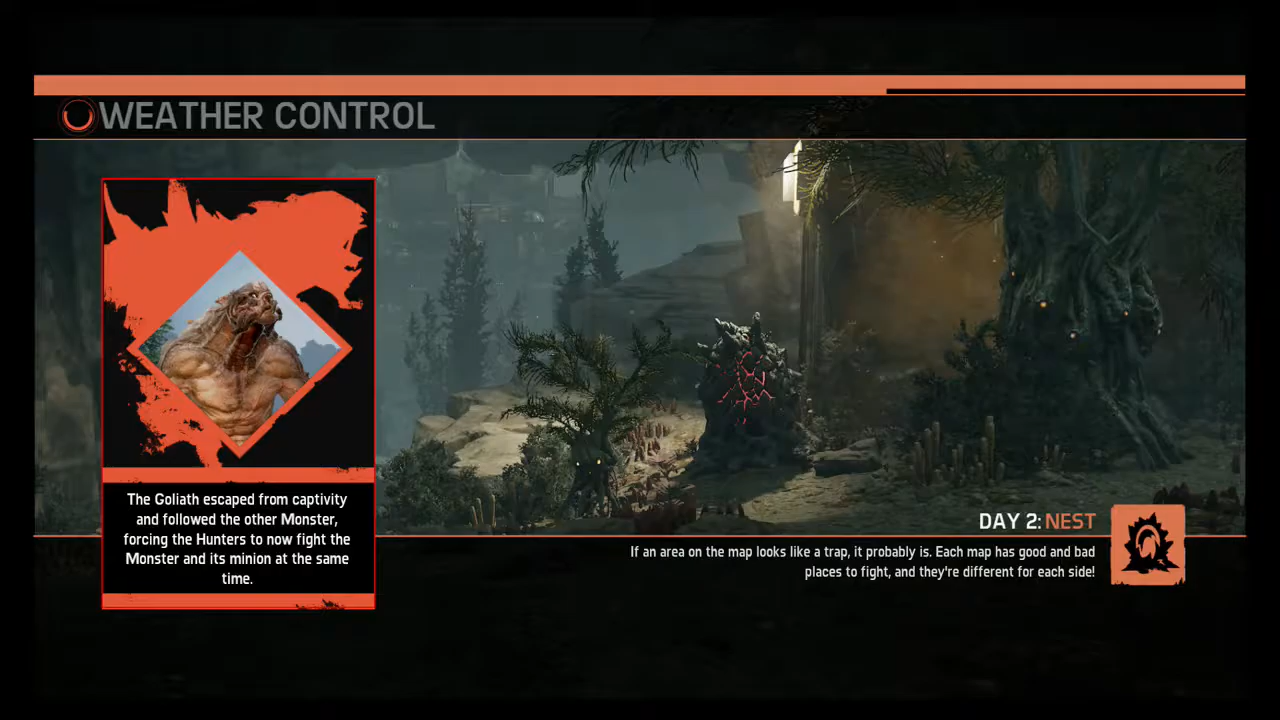 WEATHER CONTROL
The Goliath escaped from captivity
and followed the other Monster,
forcing the Hunters to now fight the
Monster and its minion at the same
time.
DAY 2: NEST
If an area on the map looks like a trap, it probably is. Each map has good and bad
places to fight, and they're different for each side!